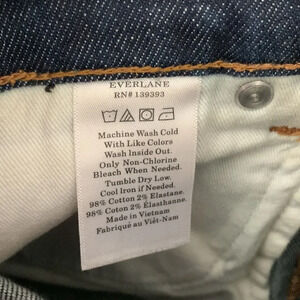 EVERLANE
RN# 139393
Machine Wash Cold
With Like Colors
Wash Inside Out.
Only Non-Chlorine
Bleach When Needed.
Tumble Dry Low.
Cool Iron if Needed.
98% Cotton 2% Elastane.
98% Cotton 2% Élasthanne.
Made in Vietnam
Fabriqué au Viêt-Nam